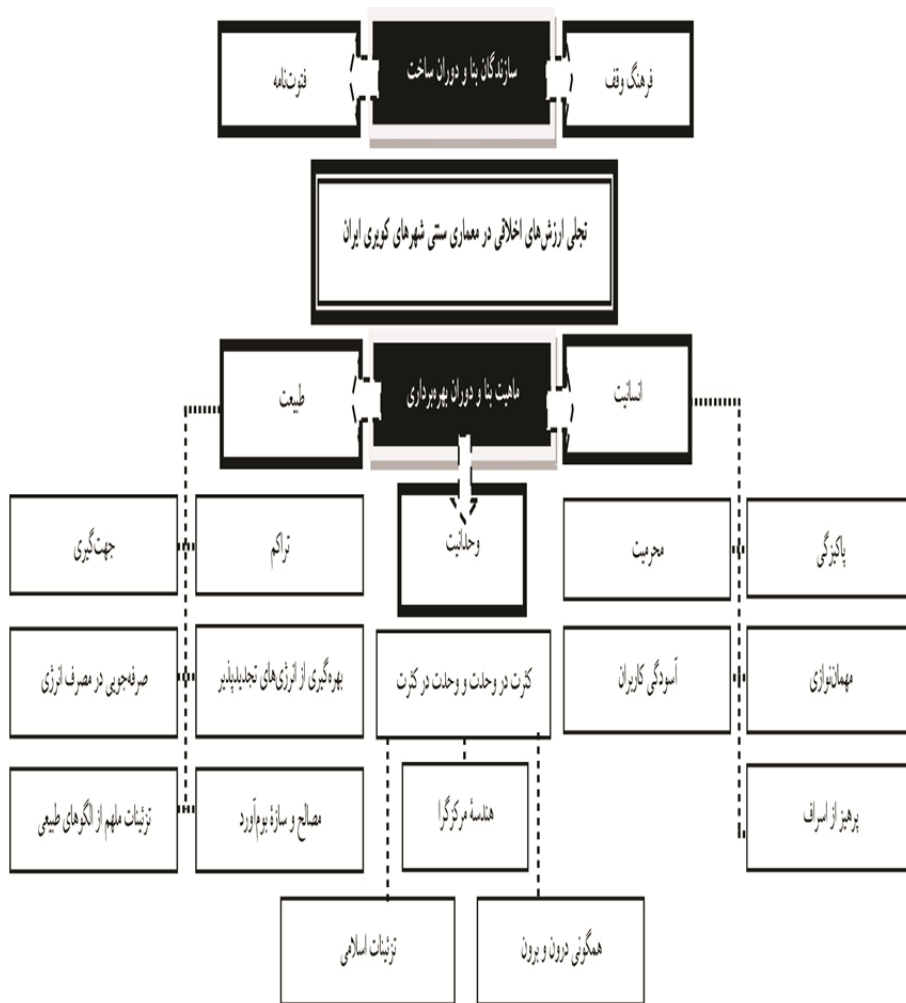 فرهنگ وقف
سازندگان بنا و دوران ساخت
فتوت‌نامه
تجلی ارزش‌های اخلاقی در معماری سنتی شهرهای کویری ایران
انسانیت
ماهیت بنا و دوران بهره‌برداری
طبیعت
وحدانیت
پاکیزگی
محرمیت
تراکم
جهت‌گیری
مهمان‌نوازی
آسودگی کاربران
کثرت در وحدت و وحدت در کثرت
بهره‌گیری از انرژی‌های تجدیدپذیر
صرفه‌جویی در مصرف انرژی
پرهیز از اسراف
هندسهٔ مرکزگرا
مصالح و سازهٔ بوم‌آورد
تزئینات ملهم از الگوهای طبیعی
همگونی درون و برون
تزئینات اسلامی